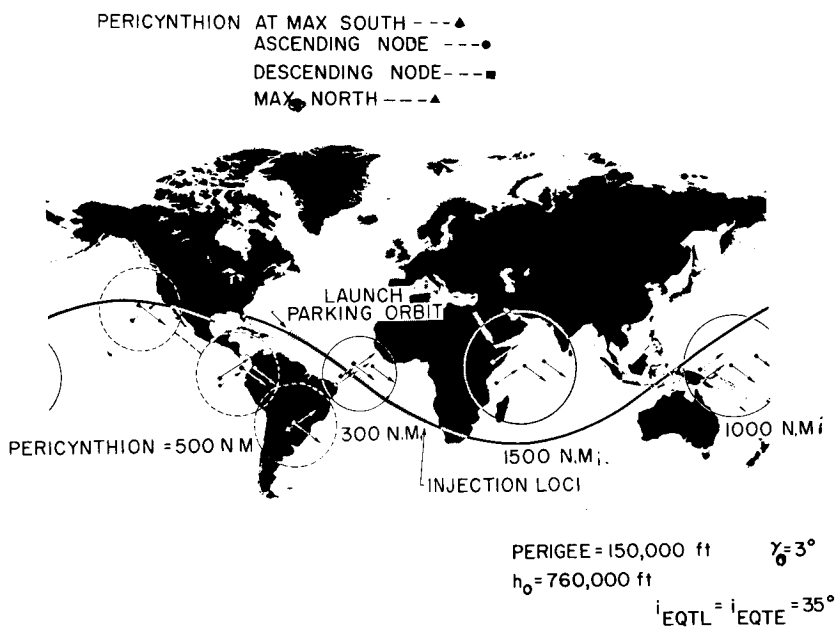 PERICYNTHION AT MAX SOUTH ---▲
ASCENDING NODE ---●
DESCENDING NODE---■
MAX NORTH ----▲
LAUNCH
PARKING ORBIT
PERICYNTHION = 500 N M
300 N.M.
1500 N.Mi.
1000 N.Mi
INJECTION LOCI
PERIGEE = 150,000 ft γ₀=3°
h₀ = 760,000 ft
iEQTL = iEQTE = 35°